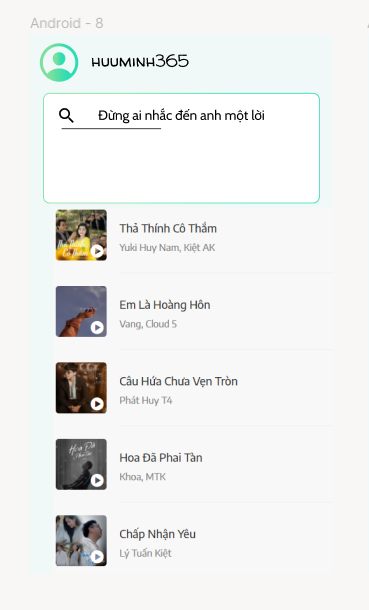 Android - 8
HUUMINH365
Đừng ai nhắc đến anh một lời
Thả Thính Cô Thắm
Yuki Huy Nam, Kiệt AK
Em Là Hoàng Hôn
Vang, Cloud 5
Câu Hứa Chưa Vẹn Tròn
Phát Huy T4
Hoa Đã Phai Tàn
Khoa, MTK
Chấp Nhận Yêu
Lý Tuấn Kiệt